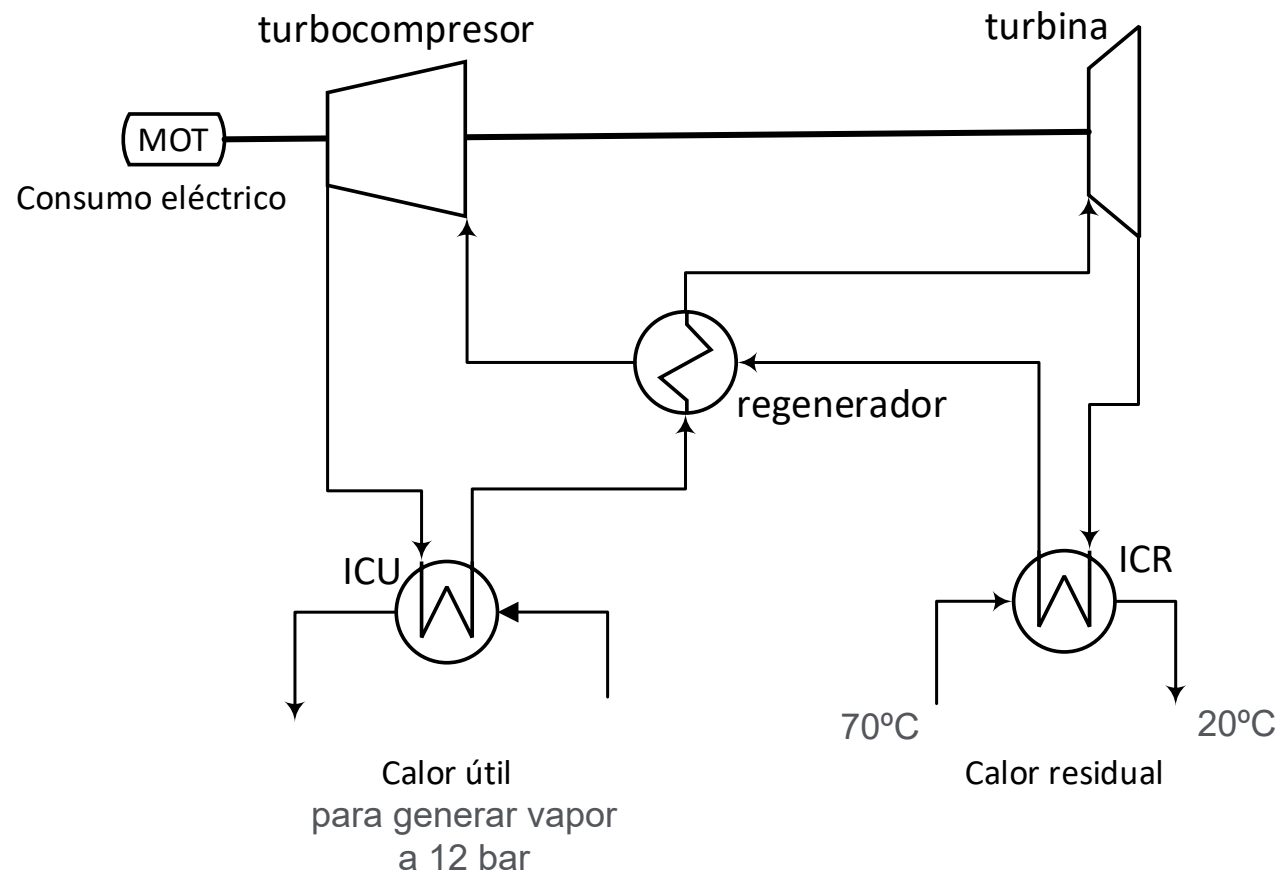 turbocompresor
turbina
MOT
Consumo eléctrico
regenerador
ICU
ICR
70ºC
20ºC
Calor útil
para generar vapor
a 12 bar
Calor residual